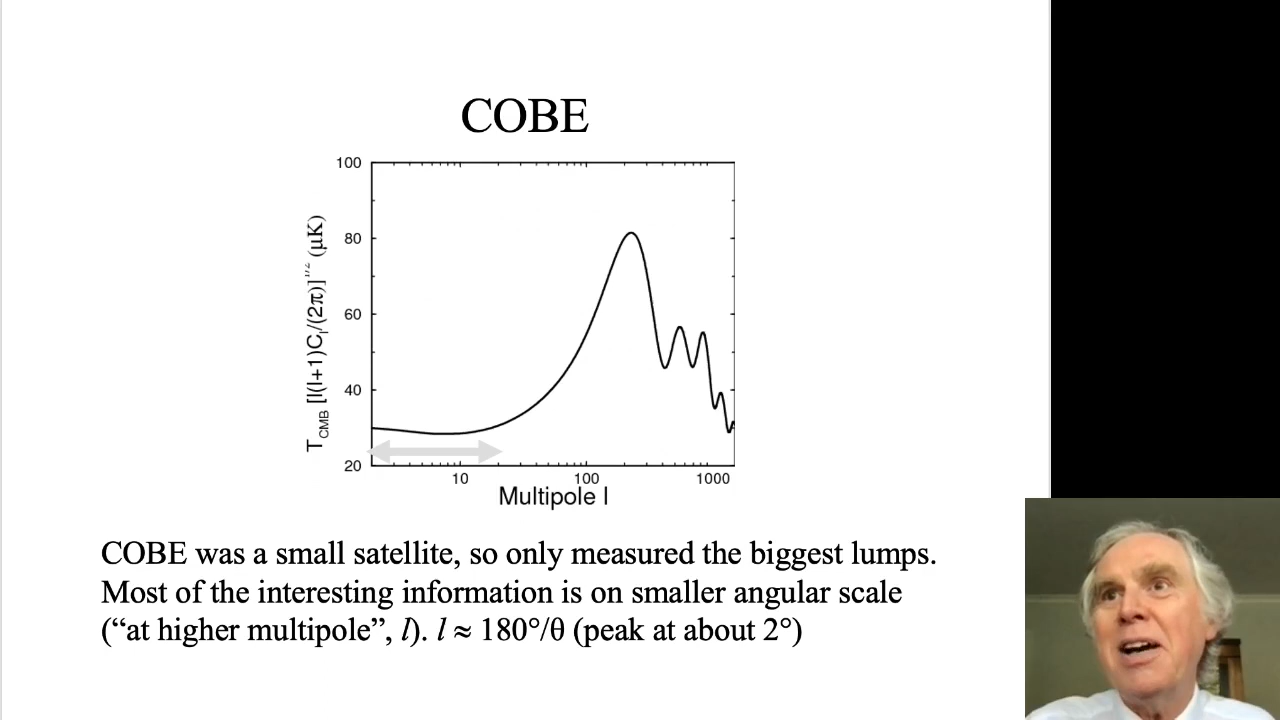 COBE
100
80
60
40
20
T_CMB [l(l+1)C_l/(2π)]^1/2 (μK)
10
100
1000
Multipole l
COBE was a small satellite, so only measured the biggest lumps.
Most of the interesting information is on smaller angular scale
(“at higher multipole”, l). l ≈ 180°/θ (peak at about 2°)